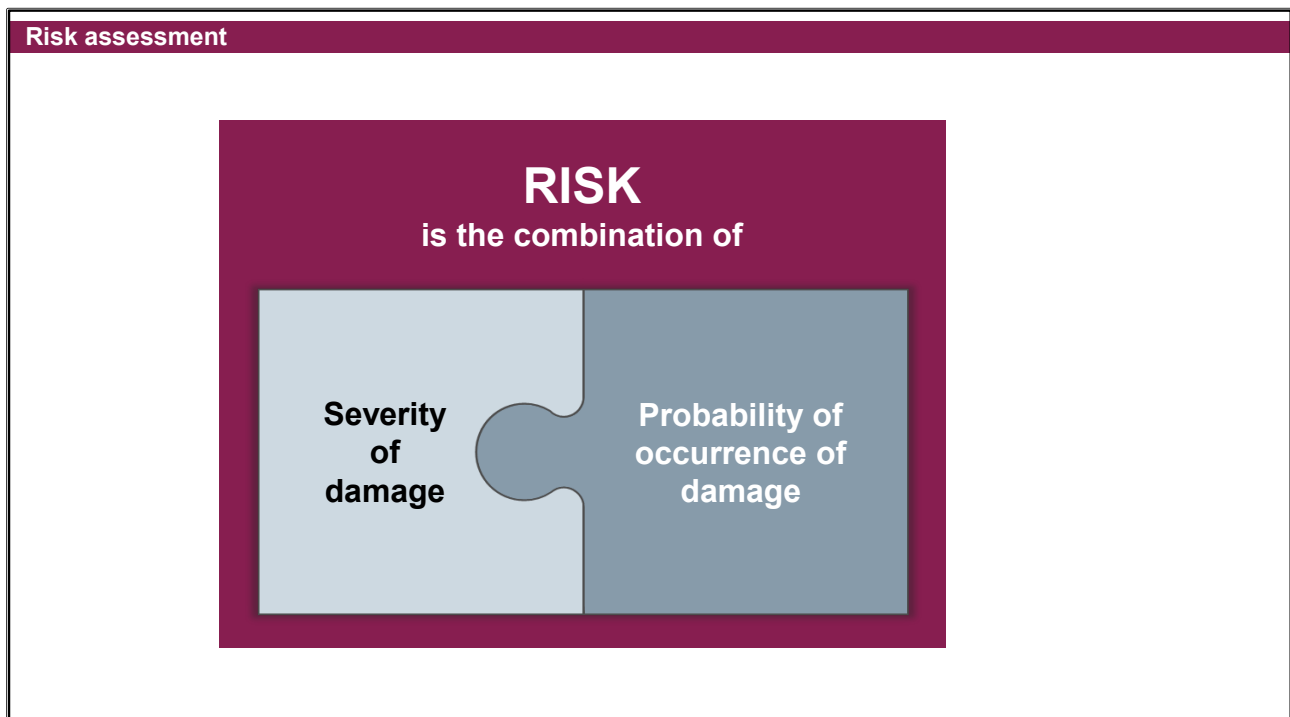 Risk assessment
RISK
is the combination of
Severity
of
damage
Probability of
occurrence of
damage